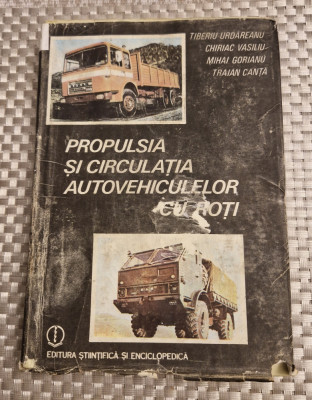 TIBERIU URDĂREANU
CHIRIAC VASILIU
MIHAI GORIANU
TRAIAN CANȚĂ
PROPULSIA
ȘI CIRCULAȚIA
AUTOVEHICULELOR
CU ROȚI
EDITURA ȘTIINȚIFICĂ ȘI ENCICLOPEDICĂ